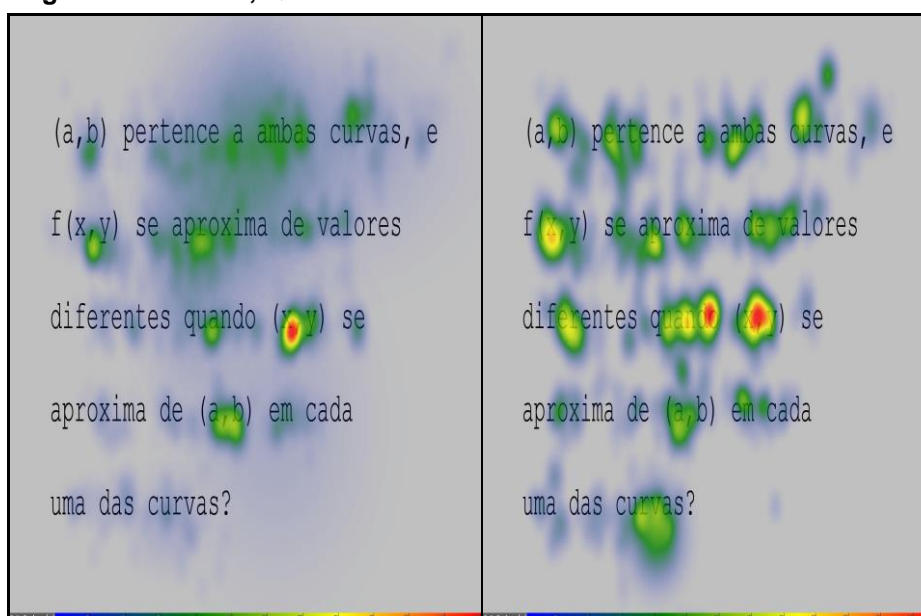 (a,b) pertence a ambas curvas, e
f(x,y) se aproxima de valores
diferentes quando (x,y) se
aproxima de (a,b) em cada
uma das curvas?
(a,b) pertence a ambas curvas, e
f(x,y) se aproxima de valores
diferentes quando (x,y) se
aproxima de (a,b) em cada
uma das curvas?